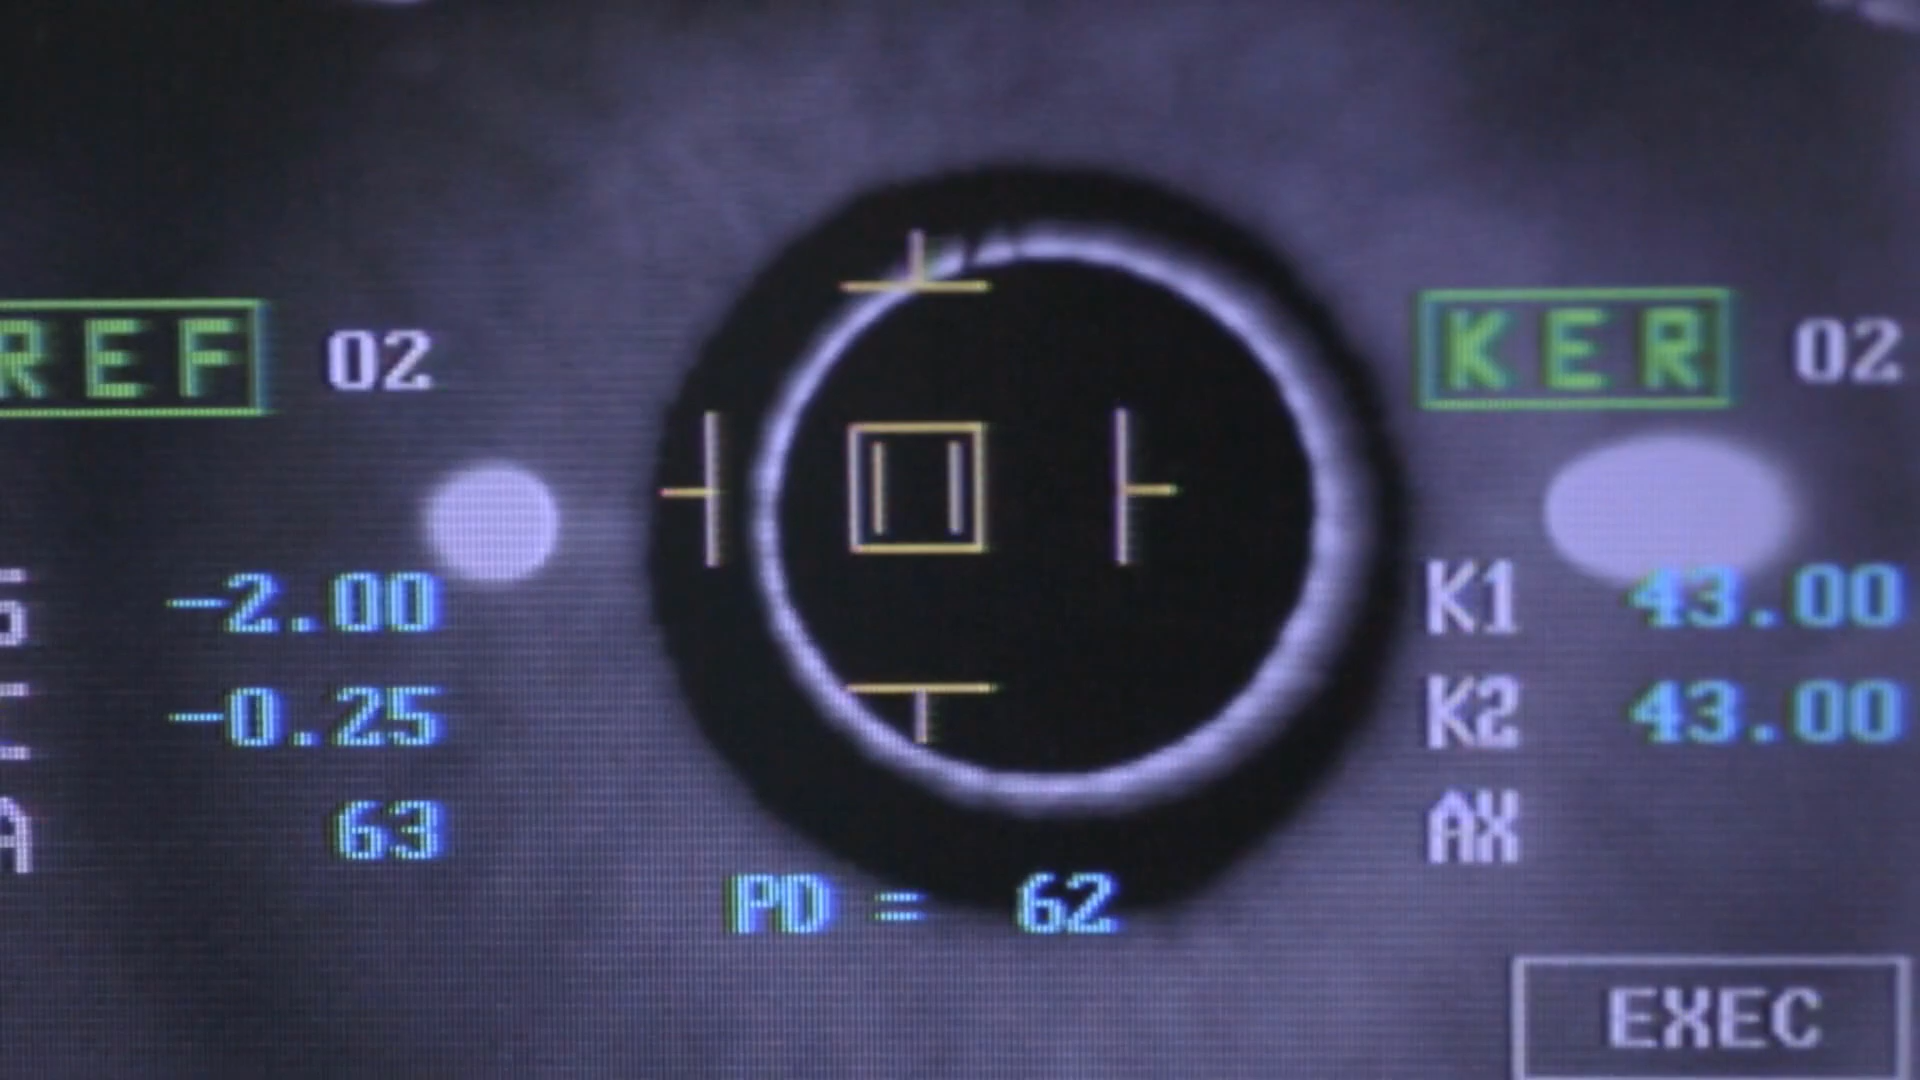 REF 02 KER 02
S -2.00 K1 43.00
C -0.25 K2 43.00
A 63 AX
PD = 62
EXEC